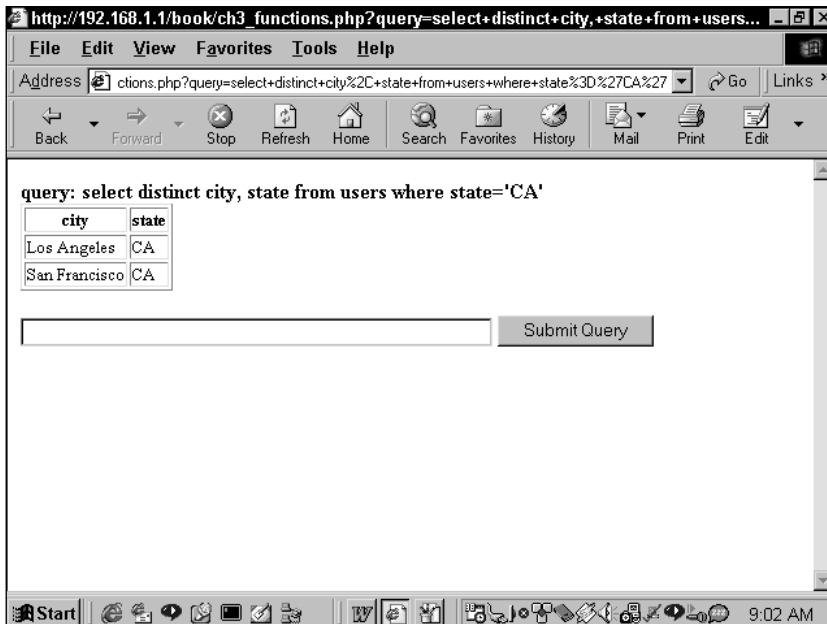 http://192.168.1.1/book/ch3_functions.php?query=select+distinct+city,+state+from+users...
File Edit View Favorites Tools Help
Address ctions.php?query=select+distinct+city%2C+state+from+users+where+state%3D%27CA%27 Go Links »
Back Forward Stop Refresh Home Search Favorites History Mail Print Edit
query: select distinct city, state from users where state='CA'
city state
Los Angeles CA
San Francisco CA
Submit Query
Start 9:02 AM